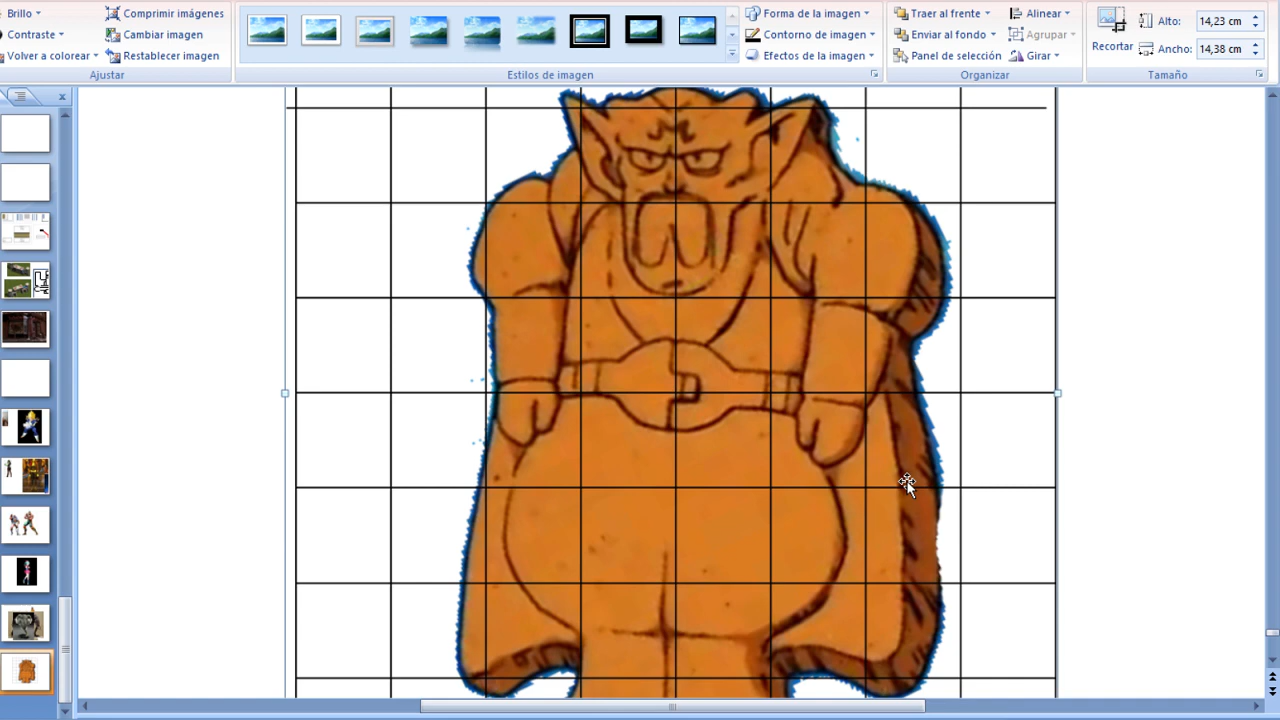 Brillo
Comprimir imágenes
Contraste
Cambiar imagen
Volver a colorear
Restablecer imagen
Ajustar
Estilos de imagen
Forma de la imagen
Contorno de imagen
Efectos de la imagen
Traer al frente
Enviar al fondo
Panel de selección
Alinear
Agrupar
Girar
Organizar
Recortar
Alto: 14,23 cm
Ancho: 14,38 cm
Tamaño